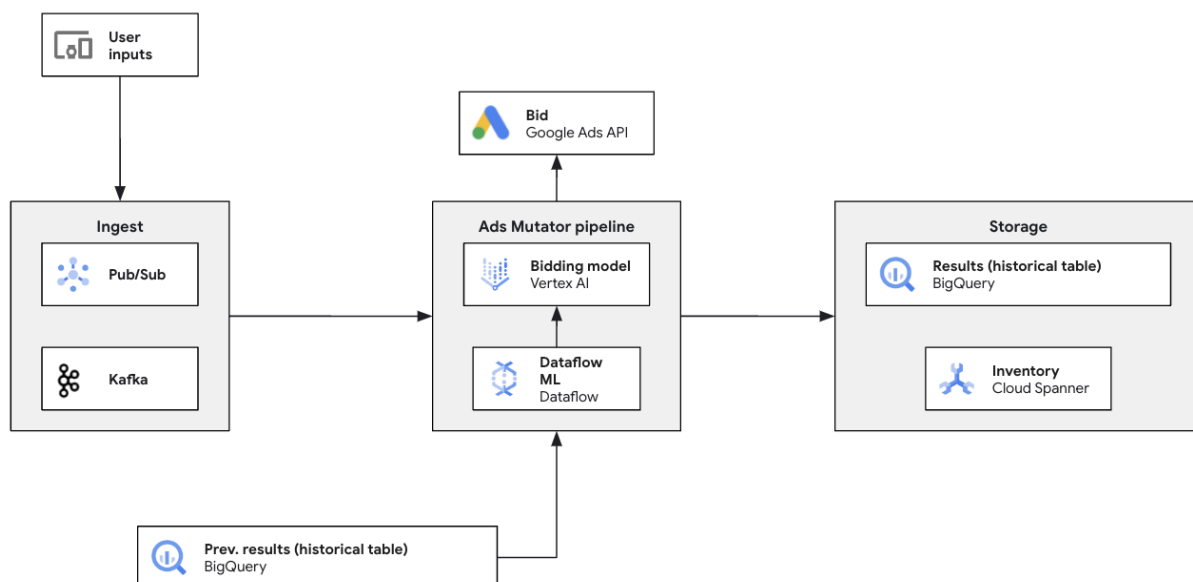 User
inputs
Bid
Google Ads API
Ingest
Pub/Sub
Kafka
Ads Mutator pipeline
Bidding model
Vertex AI
Dataflow
ML
Dataflow
Storage
Results (historical table)
BigQuery
Inventory
Cloud Spanner
Prev. results (historical table)
BigQuery